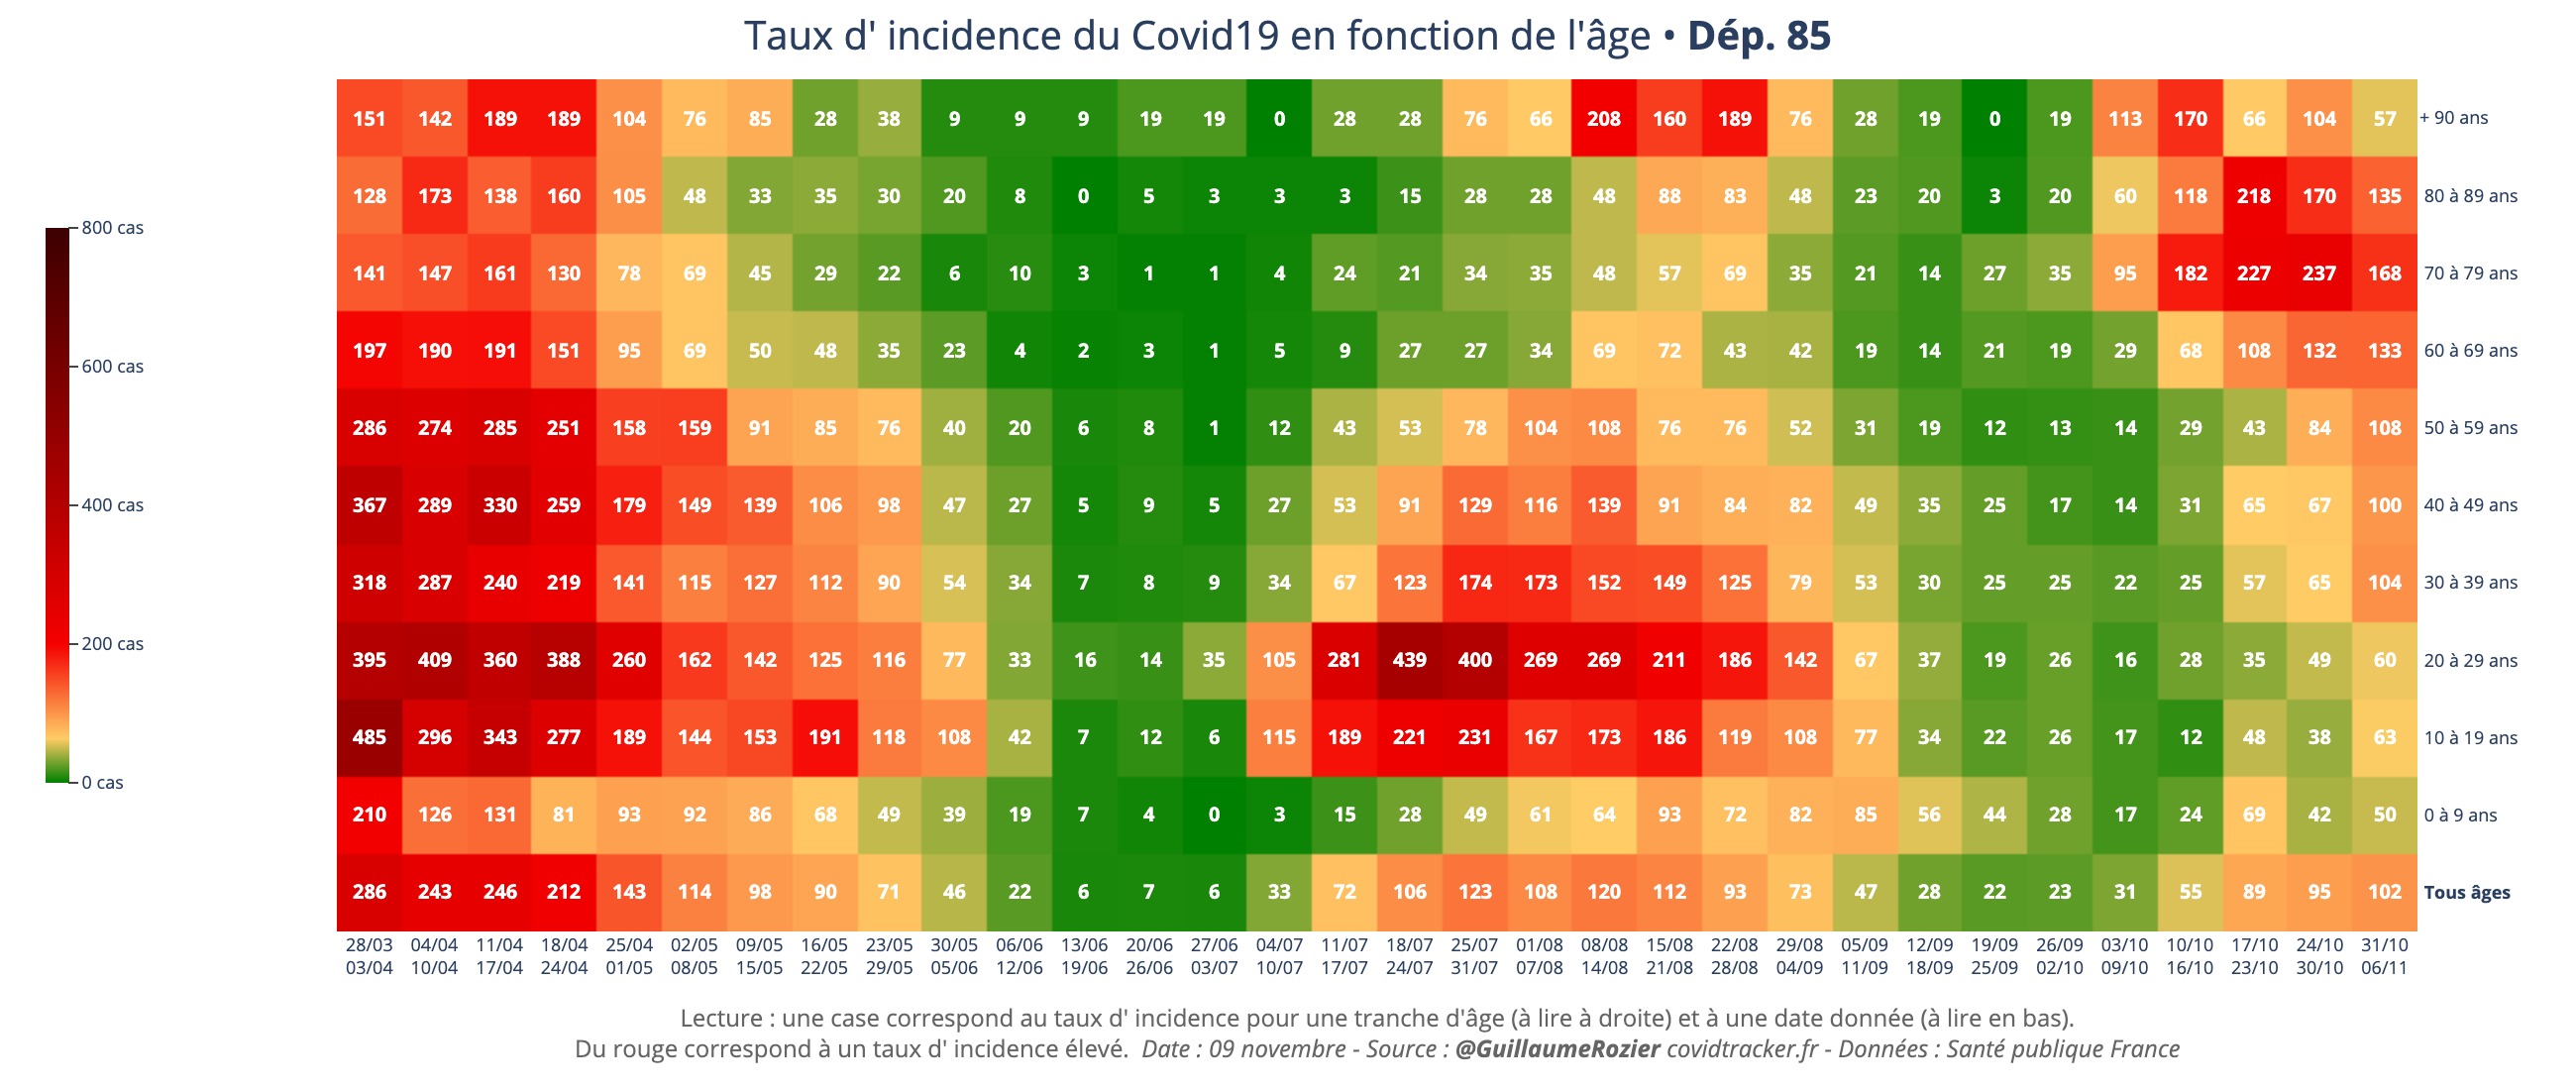 Taux d' incidence du Covid19 en fonction de l'âge • Dép. 85
800 cas
600 cas
400 cas
200 cas
0 cas
151 142 189 189 104 76 85 28 38 9 9 9 19 19 0 28 28 76 66 208 160 189 76 28 19 0 19 113 170 66 104 57 + 90 ans
128 173 138 160 105 48 33 35 30 20 8 0 5 3 3 3 15 28 28 48 88 83 48 23 20 3 20 60 118 218 170 135 80 à 89 ans
141 147 161 130 78 69 45 29 22 6 10 3 1 1 4 24 21 34 35 48 57 69 35 21 14 27 35 95 182 227 237 168 70 à 79 ans
197 190 191 151 95 69 50 48 35 23 4 2 3 1 5 9 27 27 34 69 72 43 42 19 14 21 19 29 68 108 132 133 60 à 69 ans
286 274 285 251 158 159 91 85 76 40 20 6 8 1 12 43 53 78 104 108 76 76 52 31 19 12 13 14 29 43 84 108 50 à 59 ans
367 289 330 259 179 149 139 106 98 47 27 5 9 5 27 53 91 129 116 139 91 84 82 49 35 25 17 14 31 65 67 100 40 à 49 ans
318 287 240 219 141 115 127 112 90 54 34 7 8 9 34 67 123 174 173 152 149 125 79 53 30 25 25 22 25 57 65 104 30 à 39 ans
395 409 360 388 260 162 142 125 116 77 33 16 14 35 105 281 439 400 269 269 211 186 142 67 37 19 26 16 28 35 49 60 20 à 29 ans
485 296 343 277 189 144 153 191 118 108 42 7 12 6 115 189 221 231 167 173 186 119 108 77 34 22 26 17 12 48 38 63 10 à 19 ans
210 126 131 81 93 92 86 68 49 39 19 7 4 0 3 15 28 49 61 64 93 72 82 85 56 44 28 17 24 69 42 50 0 à 9 ans
286 243 246 212 143 114 98 90 71 46 22 6 7 6 33 72 106 123 108 120 112 93 73 47 28 22 23 31 55 89 95 102 Tous âges
28/03 04/04 11/04 18/04 25/04 02/05 09/05 16/05 23/05 30/05 06/06 13/06 20/06 27/06 04/07 11/07 18/07 25/07 01/08 08/08 15/08 22/08 29/08 05/09 12/09 19/09 26/09 03/10 10/10 17/10 24/10 31/10
03/04 10/04 17/04 24/04 01/05 08/05 15/05 22/05 29/05 05/06 12/06 19/06 26/06 03/07 10/07 17/07 24/07 31/07 07/08 14/08 21/08 28/08 04/09 11/09 18/09 25/09 02/10 09/10 16/10 23/10 30/10 06/11
Lecture : une case correspond au taux d' incidence pour une tranche d'âge (à lire à droite) et à une date donnée (à lire en bas).
Du rouge correspond à un taux d' incidence élevé. Date : 09 novembre - Source : @GuillaumeRozier covidtracker.fr - Données : Santé publique France